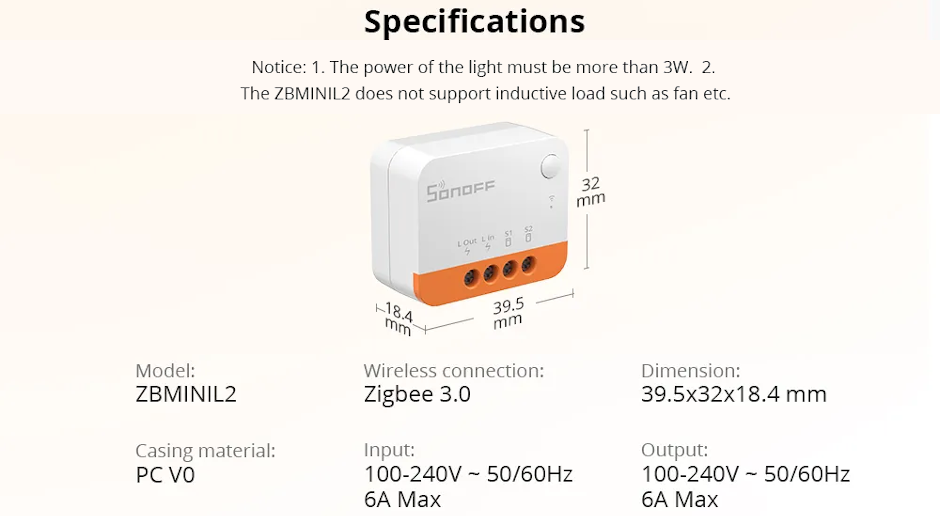 Specifications
Notice: 1. The power of the light must be more than 3W. 2.
The ZBMINIL2 does not support inductive load such as fan etc.
SONOFF
L Out L In S1 S2
32
mm
18.4
mm
39.5
mm
Model:
ZBMINIL2
Wireless connection:
Zigbee 3.0
Dimension:
39.5x32x18.4 mm
Casing material:
PC V0
Input:
100-240V ~ 50/60Hz
6A Max
Output:
100-240V ~ 50/60Hz
6A Max